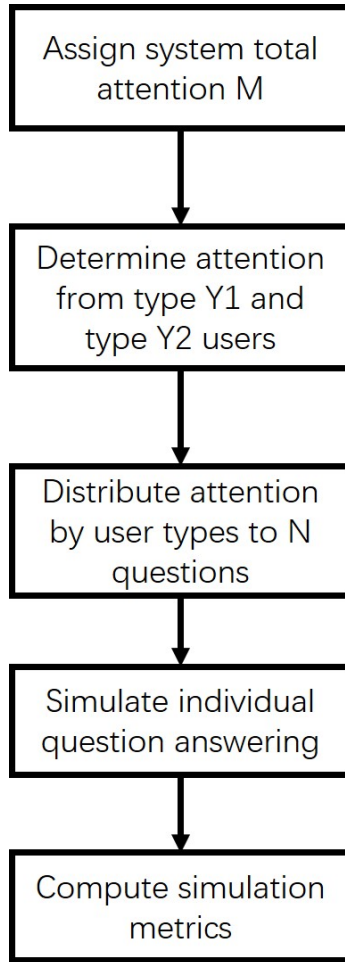 Assign system total
attention M
Determine attention
from type Y1 and
type Y2 users
Distribute attention
by user types to N
questions
Simulate individual
question answering
Compute simulation
metrics